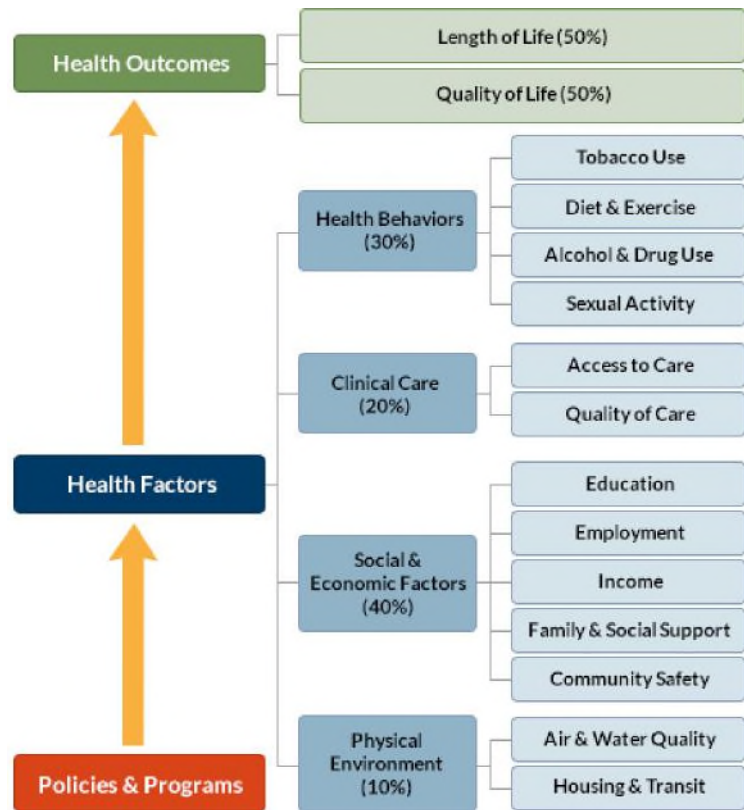 Health Outcomes
Length of Life (50%)
Quality of Life (50%)
Health Factors
Health Behaviors
(30%)
Tobacco Use
Diet & Exercise
Alcohol & Drug Use
Sexual Activity
Clinical Care
(20%)
Access to Care
Quality of Care
Social &
Economic Factors
(40%)
Education
Employment
Income
Family & Social Support
Community Safety
Physical
Environment
(10%)
Air & Water Quality
Housing & Transit
Policies & Programs